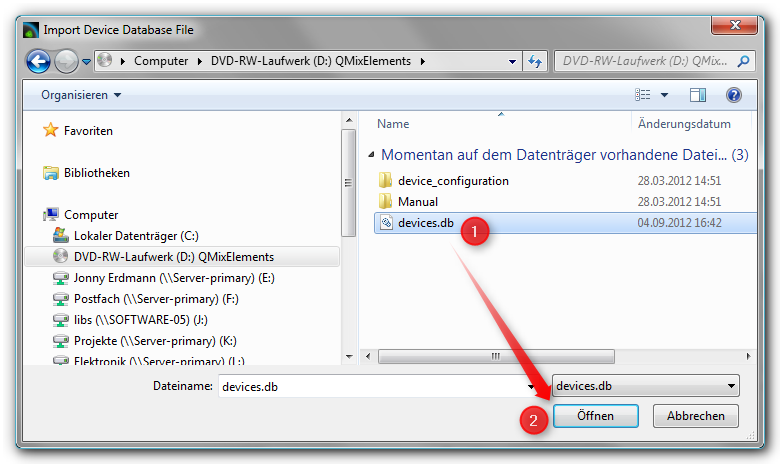 Import Device Database File
Computer DVD-RW-Laufwerk (D:) QMixElements
DVD-RW-Laufwerk (D:) QMix...
Organisieren
Favoriten
Bibliotheken
Computer
Lokaler Datenträger (C:)
DVD-RW-Laufwerk (D:) QMixElements
Jonny Erdmann (\\Server-primary) (E:)
Postfach (\\Server-primary) (F:)
libs (\\SOFTWARE-05) (J:)
Projekte (\\Server-primary) (K:)
Elektronik (\\Server-primary) (L:)
Name Änderungsdatum
Momentan auf dem Datenträger vorhandene Datei... (3)
device_configuration 28.03.2012 14:51
Manual 28.03.2012 14:51
devices.db 04.09.2012 16:42
1
Dateiname: devices.db devices.db
2 Öffnen Abbrechen